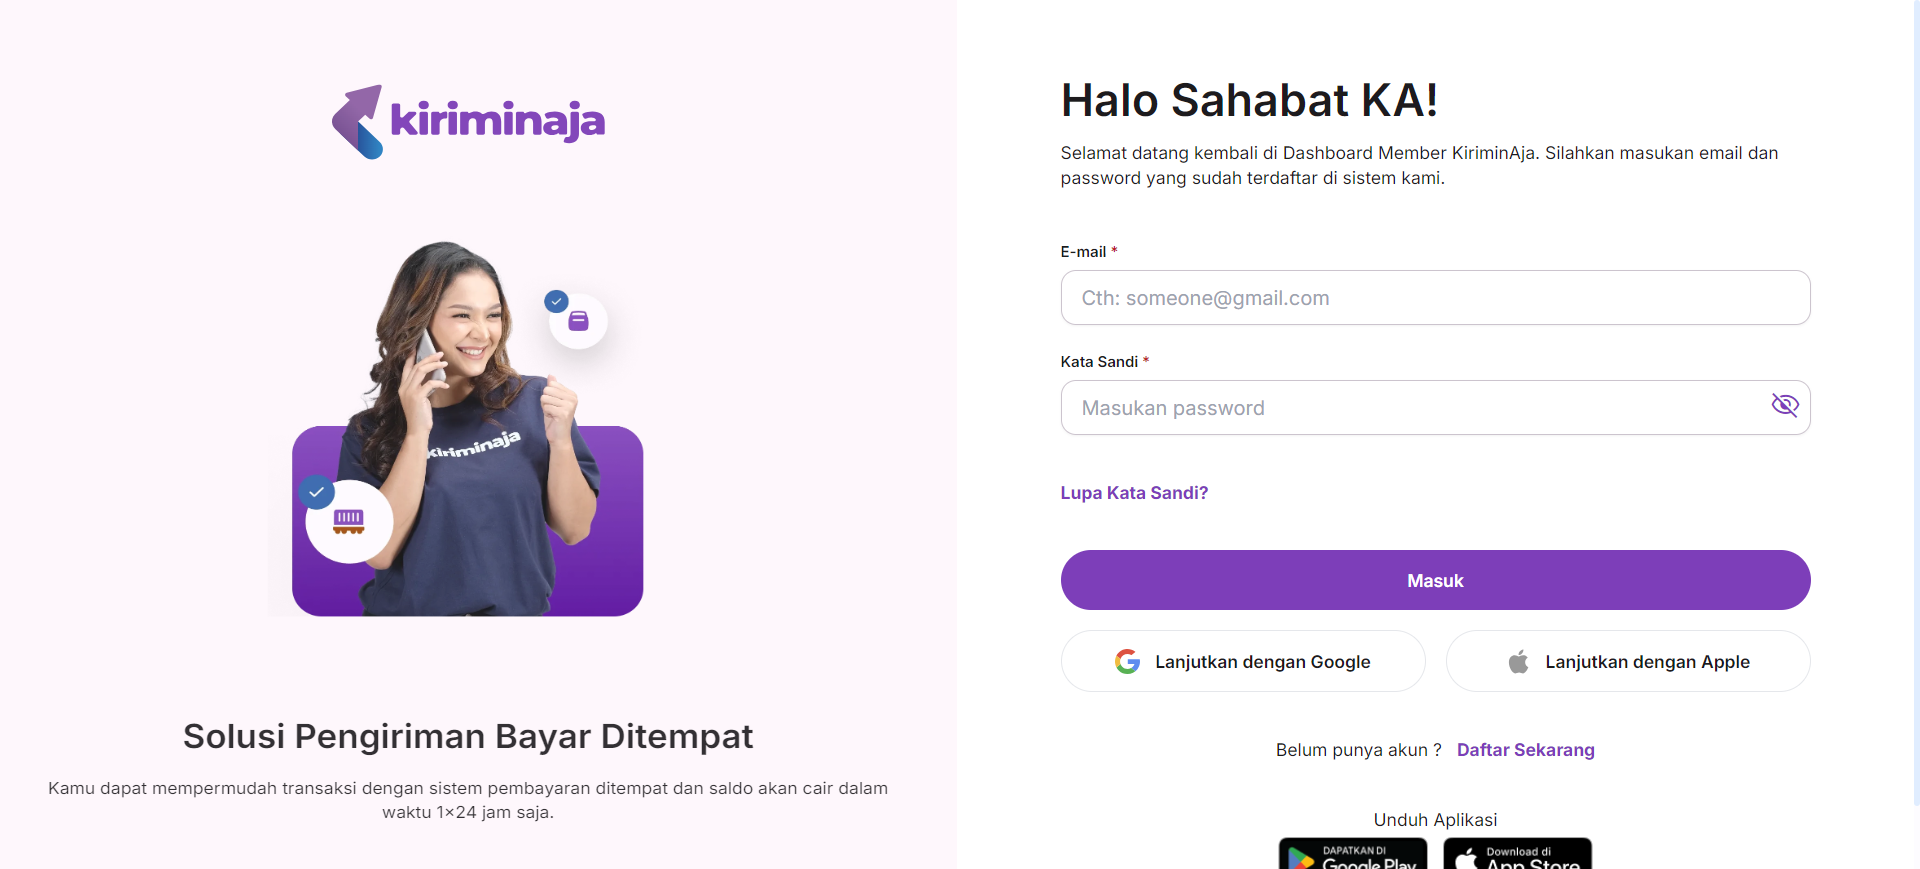 kiriminaja
kiriminaja
Solusi Pengiriman Bayar Ditempat
Kamu dapat mempermudah transaksi dengan sistem pembayaran ditempat dan saldo akan cair dalam
waktu 1×24 jam saja.
Halo Sahabat KA!
Selamat datang kembali di Dashboard Member KiriminAja. Silahkan masukan email dan
password yang sudah terdaftar di sistem kami.
E-mail *
Cth: someone@gmail.com
Kata Sandi *
Masukan password
Lupa Kata Sandi?
Masuk
Lanjutkan dengan Google
Lanjutkan dengan Apple
Belum punya akun ? Daftar Sekarang
Unduh Aplikasi
DAPATKAN DI
Google Play
Download di
App Store